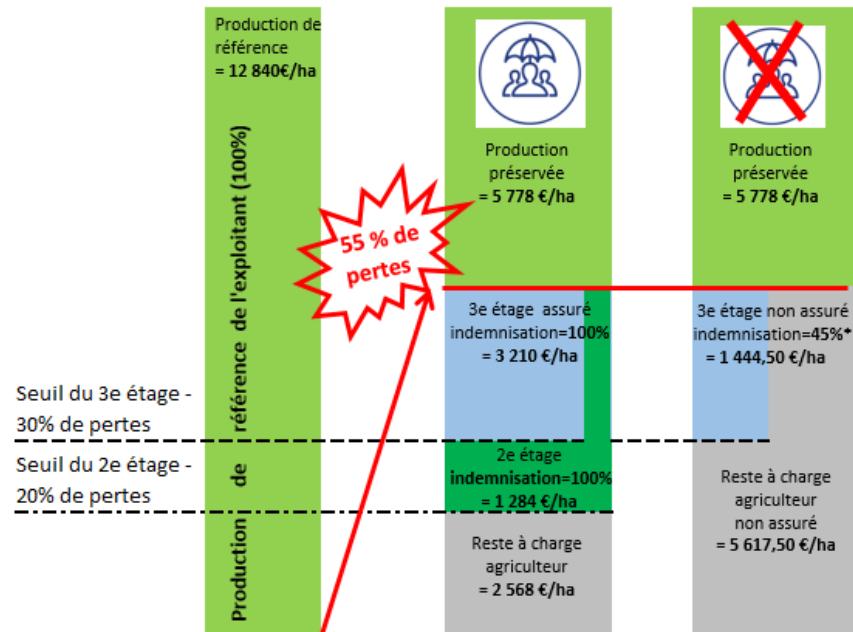 Production de
référence
= 12 840€/ha
Production de référence de l'exploitant (100%)
55 % de
pertes
Production
préservée
= 5 778 €/ha
3e étage assuré
indemnisation=100%
= 3 210 €/ha
2e étage
indemnisation=100%
= 1 284 €/ha
Reste à charge
agriculteur
= 2 568 €/ha
Production
préservée
= 5 778 €/ha
3e étage non assuré
indemnisation=45%*
= 1 444,50 €/ha
Reste à charge
agriculteur
non assuré
= 5 617,50 €/ha
Seuil du 3e étage -
30% de pertes
Seuil du 2e étage -
20% de pertes